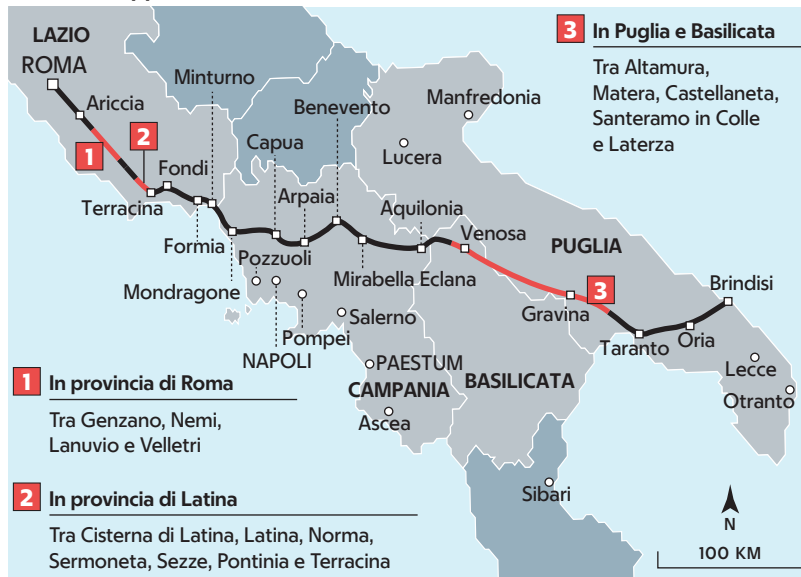 LAZIO
ROMA
Ariccia
1
2
Fondi
Terracina
Minturno
Formia
Mondragone
Capua
Benevento
Arpaia
Pozzuoli
NAPOLI
Pompei
Salerno
PAESTUM
CAMPANIA
Ascea
Mirabella Eclana
Aquilonia
Lucera
Manfredonia
Venosa
PUGLIA
BASILICATA
Gravina
3
Taranto
Oria
Brindisi
Lecce
Otranto
Sibari
3 In Puglia e Basilicata
Tra Altamura,
Matera, Castellaneta,
Santeramo in Colle
e Laterza
1 In provincia di Roma
Tra Genzano, Nemi,
Lanuvio e Velletri
2 In provincia di Latina
Tra Cisterna di Latina, Latina, Norma,
Sermoneta, Sezze, Pontinia e Terracina
N
100 KM